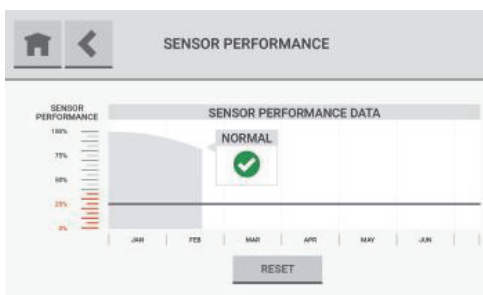 SENSOR PERFORMANCE
SENSOR
PERFORMANCE
SENSOR PERFORMANCE DATA
100%
NORMAL
75%
50%
25%
0%
JAN FEB MAR APR MAY JUN
RESET